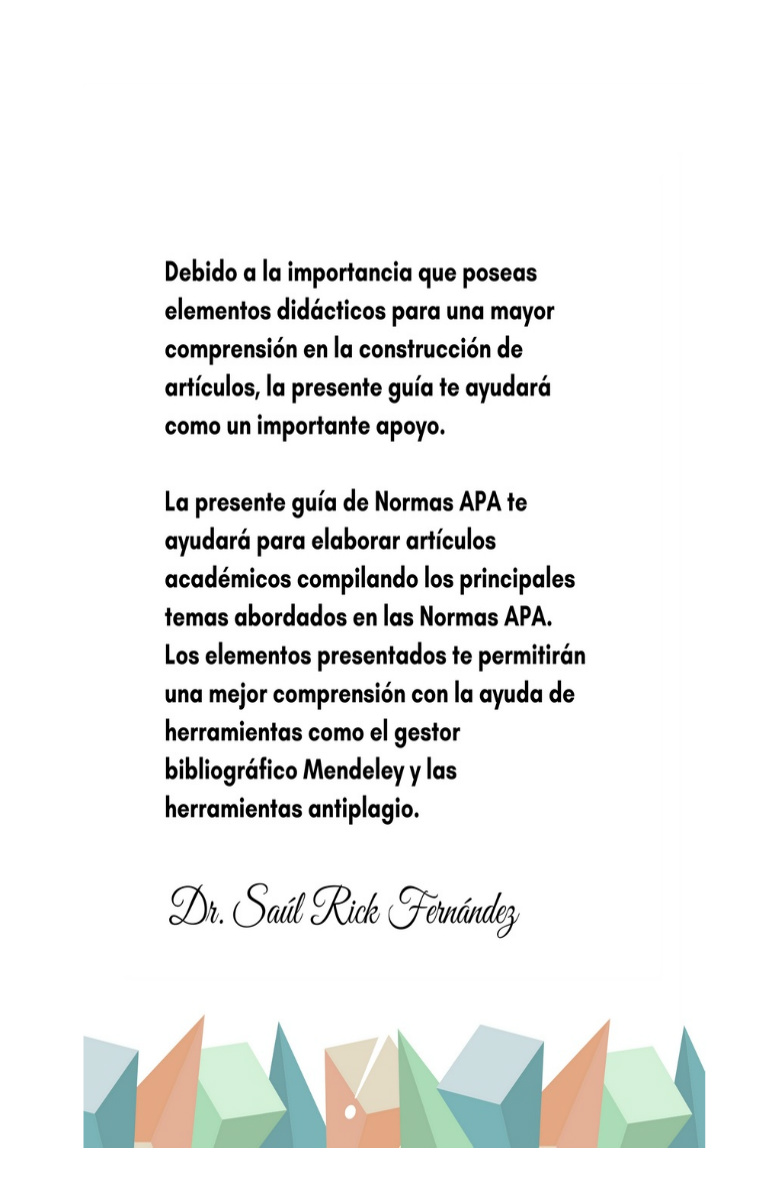 Debido a la importancia que poseas
elementos didácticos para una mayor
comprensión en la construcción de
artículos, la presente guía te ayudará
como un importante apoyo.
La presente guía de Normas APA te
ayudará para elaborar artículos
académicos compilando los principales
temas abordados en las Normas APA.
Los elementos presentados te permitirán
una mejor comprensión con la ayuda de
herramientas como el gestor
bibliográfico Mendeley y las
herramientas antiplagio.
Dr. Saúl Rick Fernández